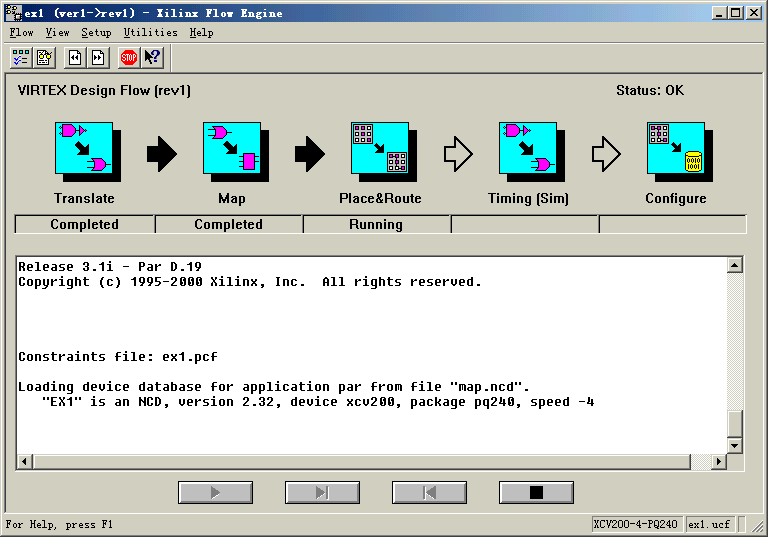 ex1 (ver1->rev1) - Xilinx Flow Engine
Flow View Setup Utilities Help
STOP
VIRTEX Design Flow (rev1) Status: OK
Translate Map Place&Route Timing (Sim) Configure
Completed Completed Running
Release 3.1i - Par D.19
Copyright (c) 1995-2000 Xilinx, Inc.  All rights reserved.
Constraints file: ex1.pcf
Loading device database for application par from file "map.ncd".
"EX1" is an NCD, version 2.32, device xcv200, package pq240, speed -4
For Help, press F1 XCV200-4-PQ240 ex1.ucf